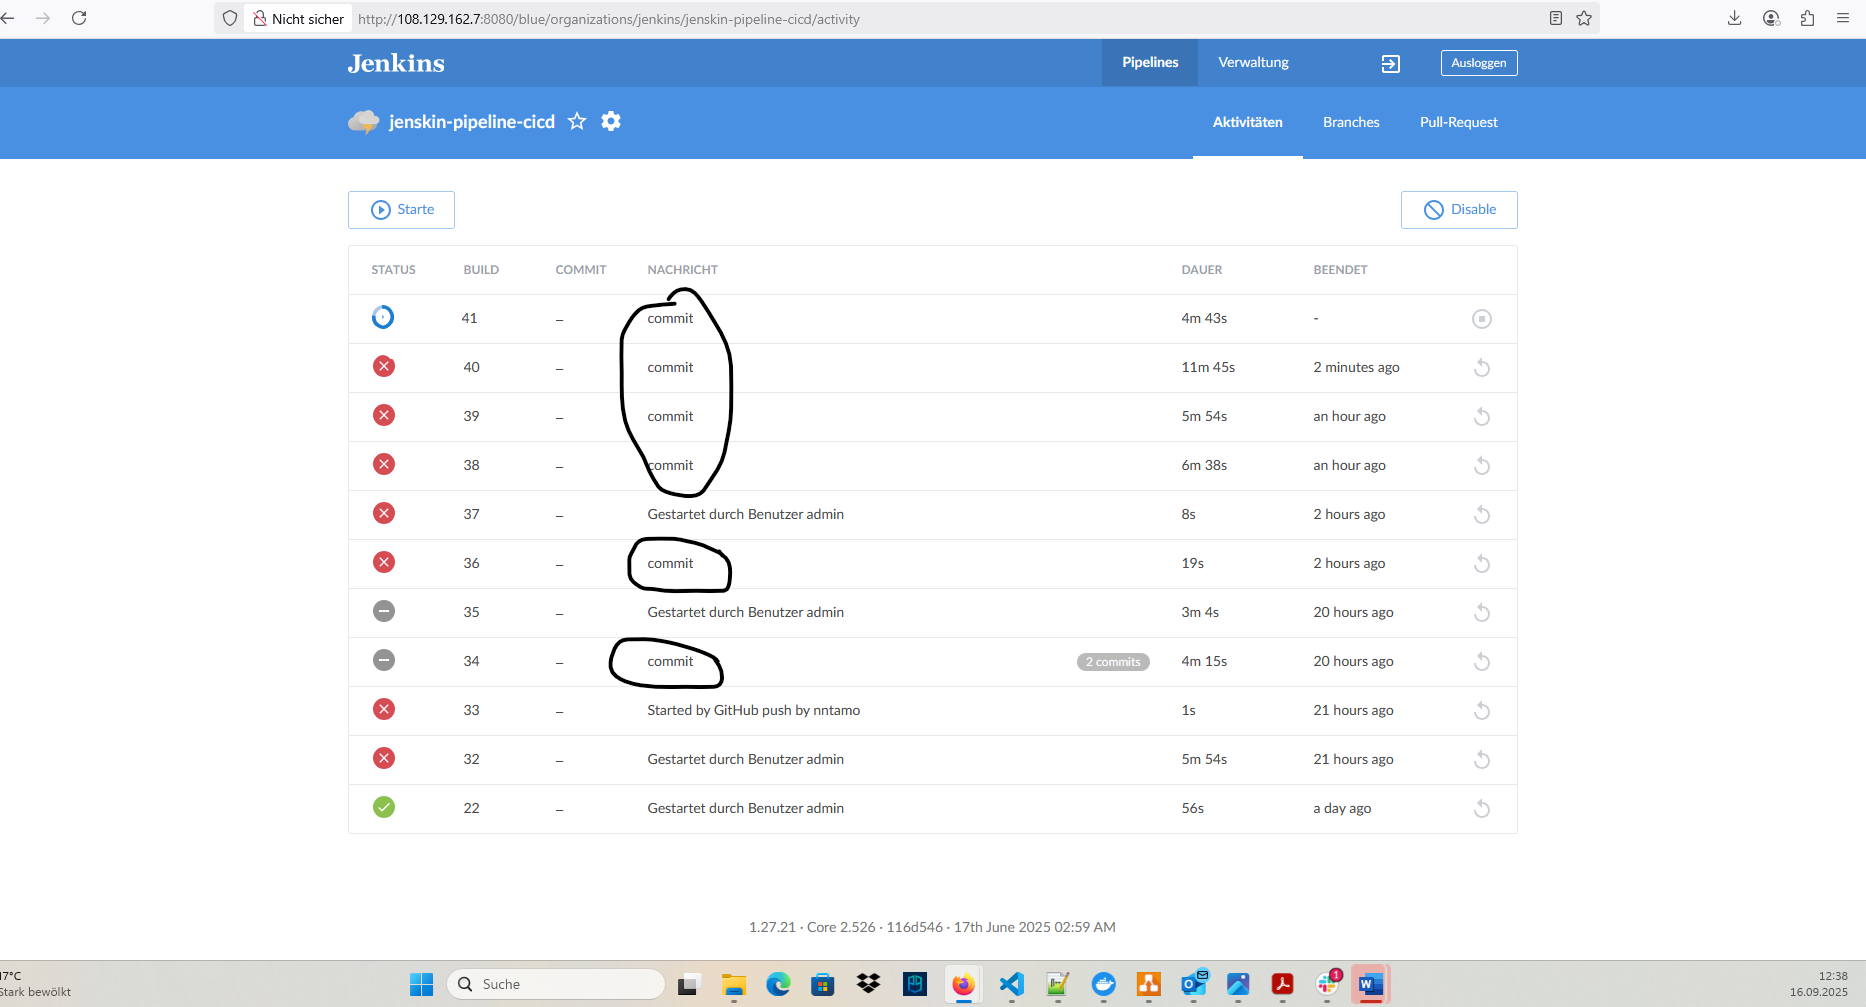 Nicht sicher http://108.129.162.7:8080/blue/organizations/jenkins/jenskin-pipeline-cicd/activity
Jenkins Pipelines Verwaltung Ausloggen
jenskin-pipeline-cicd Aktivitäten Branches Pull-Request
Starte Disable
STATUS BUILD COMMIT NACHRICHT DAUER BEENDET
41 – commit 4m 43s -
40 – commit 11m 45s 2 minutes ago
39 – commit 5m 54s an hour ago
38 – commit 6m 38s an hour ago
37 – Gestartet durch Benutzer admin 8s 2 hours ago
36 – commit 19s 2 hours ago
35 – Gestartet durch Benutzer admin 3m 4s 20 hours ago
34 – commit 2 commits 4m 15s 20 hours ago
33 – Started by GitHub push by nntamo 1s 21 hours ago
32 – Gestartet durch Benutzer admin 5m 54s 21 hours ago
22 – Gestartet durch Benutzer admin 56s a day ago
1.27.21 · Core 2.526 · 116d546 · 17th June 2025 02:59 AM
17°C
Stark bewölkt
Suche
1
12:38
16.09.2025